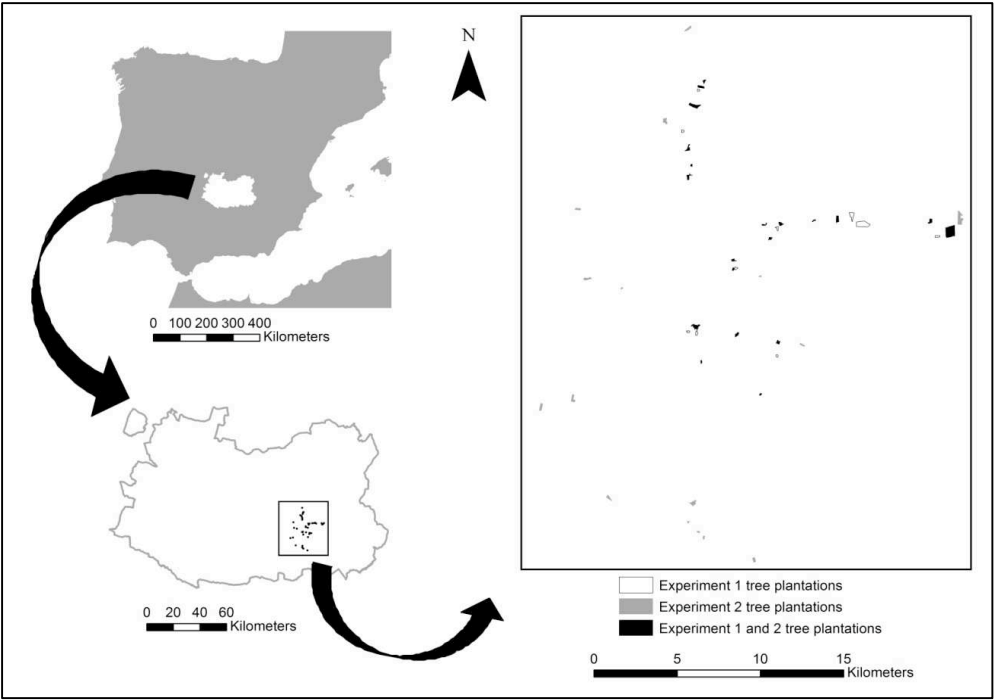 N
0 100 200 300 400
Kilometers
0 20 40 60
Kilometers
Experiment 1 tree plantations
Experiment 2 tree plantations
Experiment 1 and 2 tree plantations
0 5 10 15
Kilometers